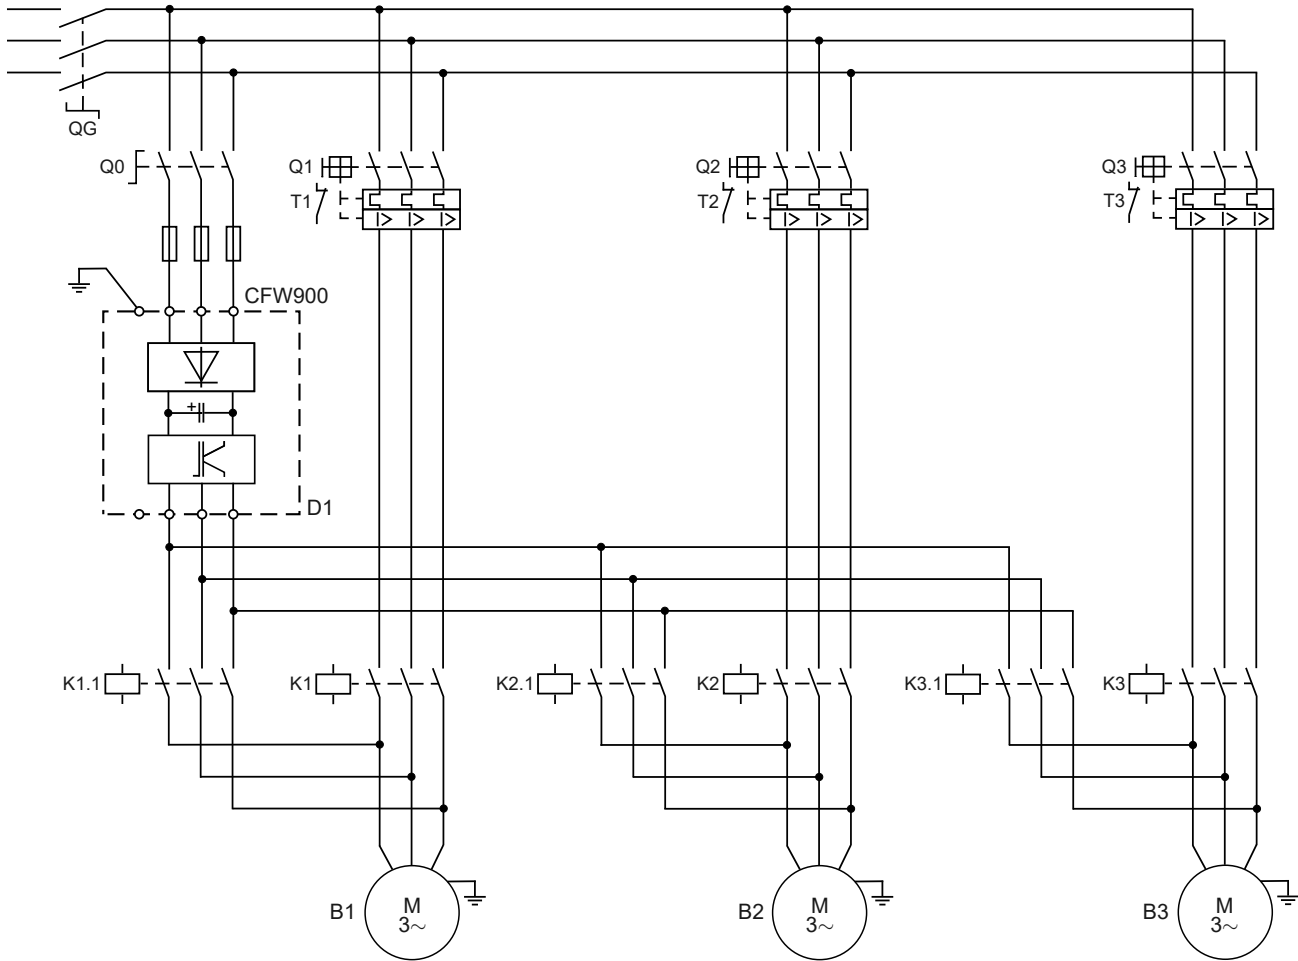 QG
Q0
Q1
Q2
Q3
T1
T2
T3
CFW900
+
D1
K1.1
K1
K2.1
K2
K3.1
K3
B1
M
3~
B2
M
3~
B3
M
3~